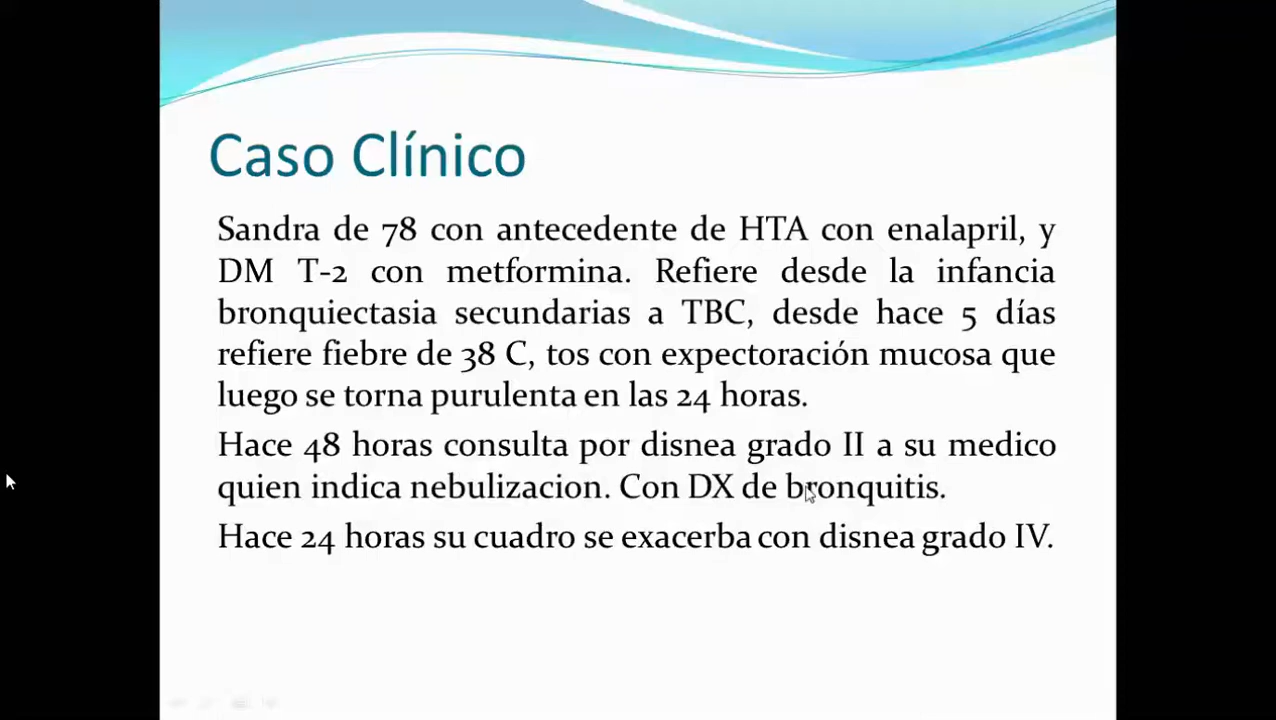 Caso Clínico
Sandra de 78 con antecedente de HTA con enalapril, y
DM T-2 con metformina. Refiere desde la infancia
bronquiectasia secundarias a TBC, desde hace 5 días
refiere fiebre de 38 C, tos con expectoración mucosa que
luego se torna purulenta en las 24 horas.
Hace 48 horas consulta por disnea grado II a su medico
quien indica nebulizacion. Con DX de bronquitis.
Hace 24 horas su cuadro se exacerba con disnea grado IV.